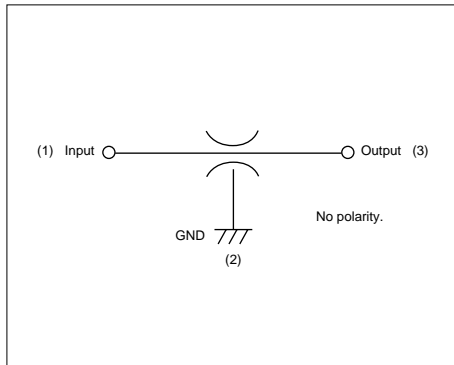 (1) Input Output (3)
No polarity.
GND
(2)